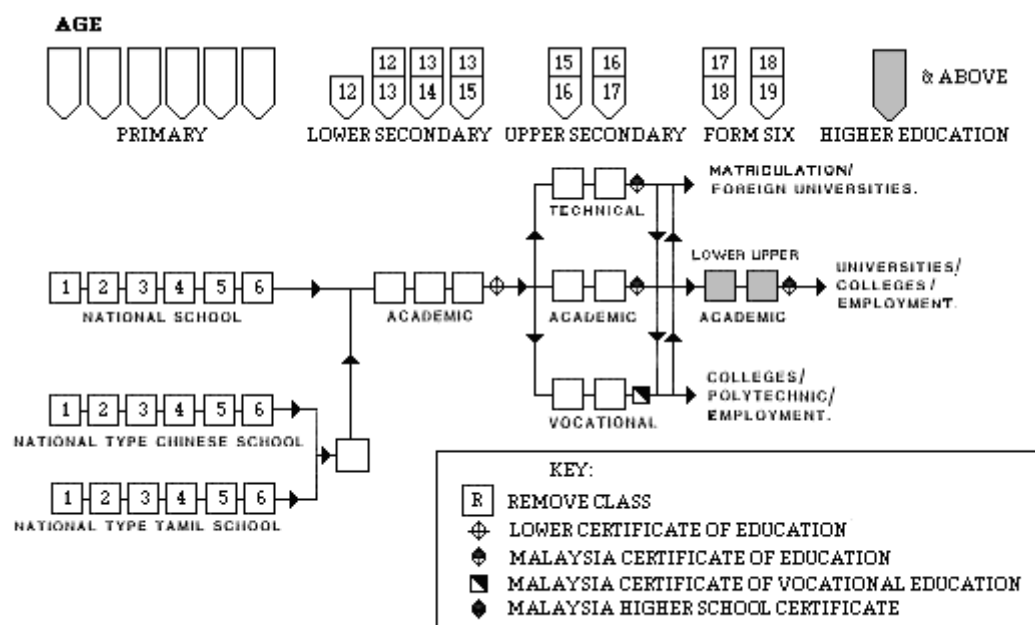 AGE
12
12 13
13 14
13 15
15 16
16 17
17 18
18 19
& ABOVE
PRIMARY
LOWER SECONDARY
UPPER SECONDARY
FORM SIX
HIGHER EDUCATION
MATRICULATION/
FOREIGN UNIVERSITIES.
TECHNICAL
LOWER UPPER
1 2 3 4 5 6
NATIONAL SCHOOL
ACADEMIC
ACADEMIC
ACADEMIC
UNIVERSITIES/
COLLEGES/
EMPLOYMENT.
1 2 3 4 5 6
NATIONAL TYPE CHINESE SCHOOL
VOCATIONAL
COLLEGES/
POLYTECHNIC/
EMPLOYMENT.
1 2 3 4 5 6
NATIONAL TYPE TAMIL SCHOOL
KEY:
R REMOVE CLASS
LOWER CERTIFICATE OF EDUCATION
MALAYSIA CERTIFICATE OF EDUCATION
MALAYSIA CERTIFICATE OF VOCATIONAL EDUCATION
MALAYSIA HIGHER SCHOOL CERTIFICATE